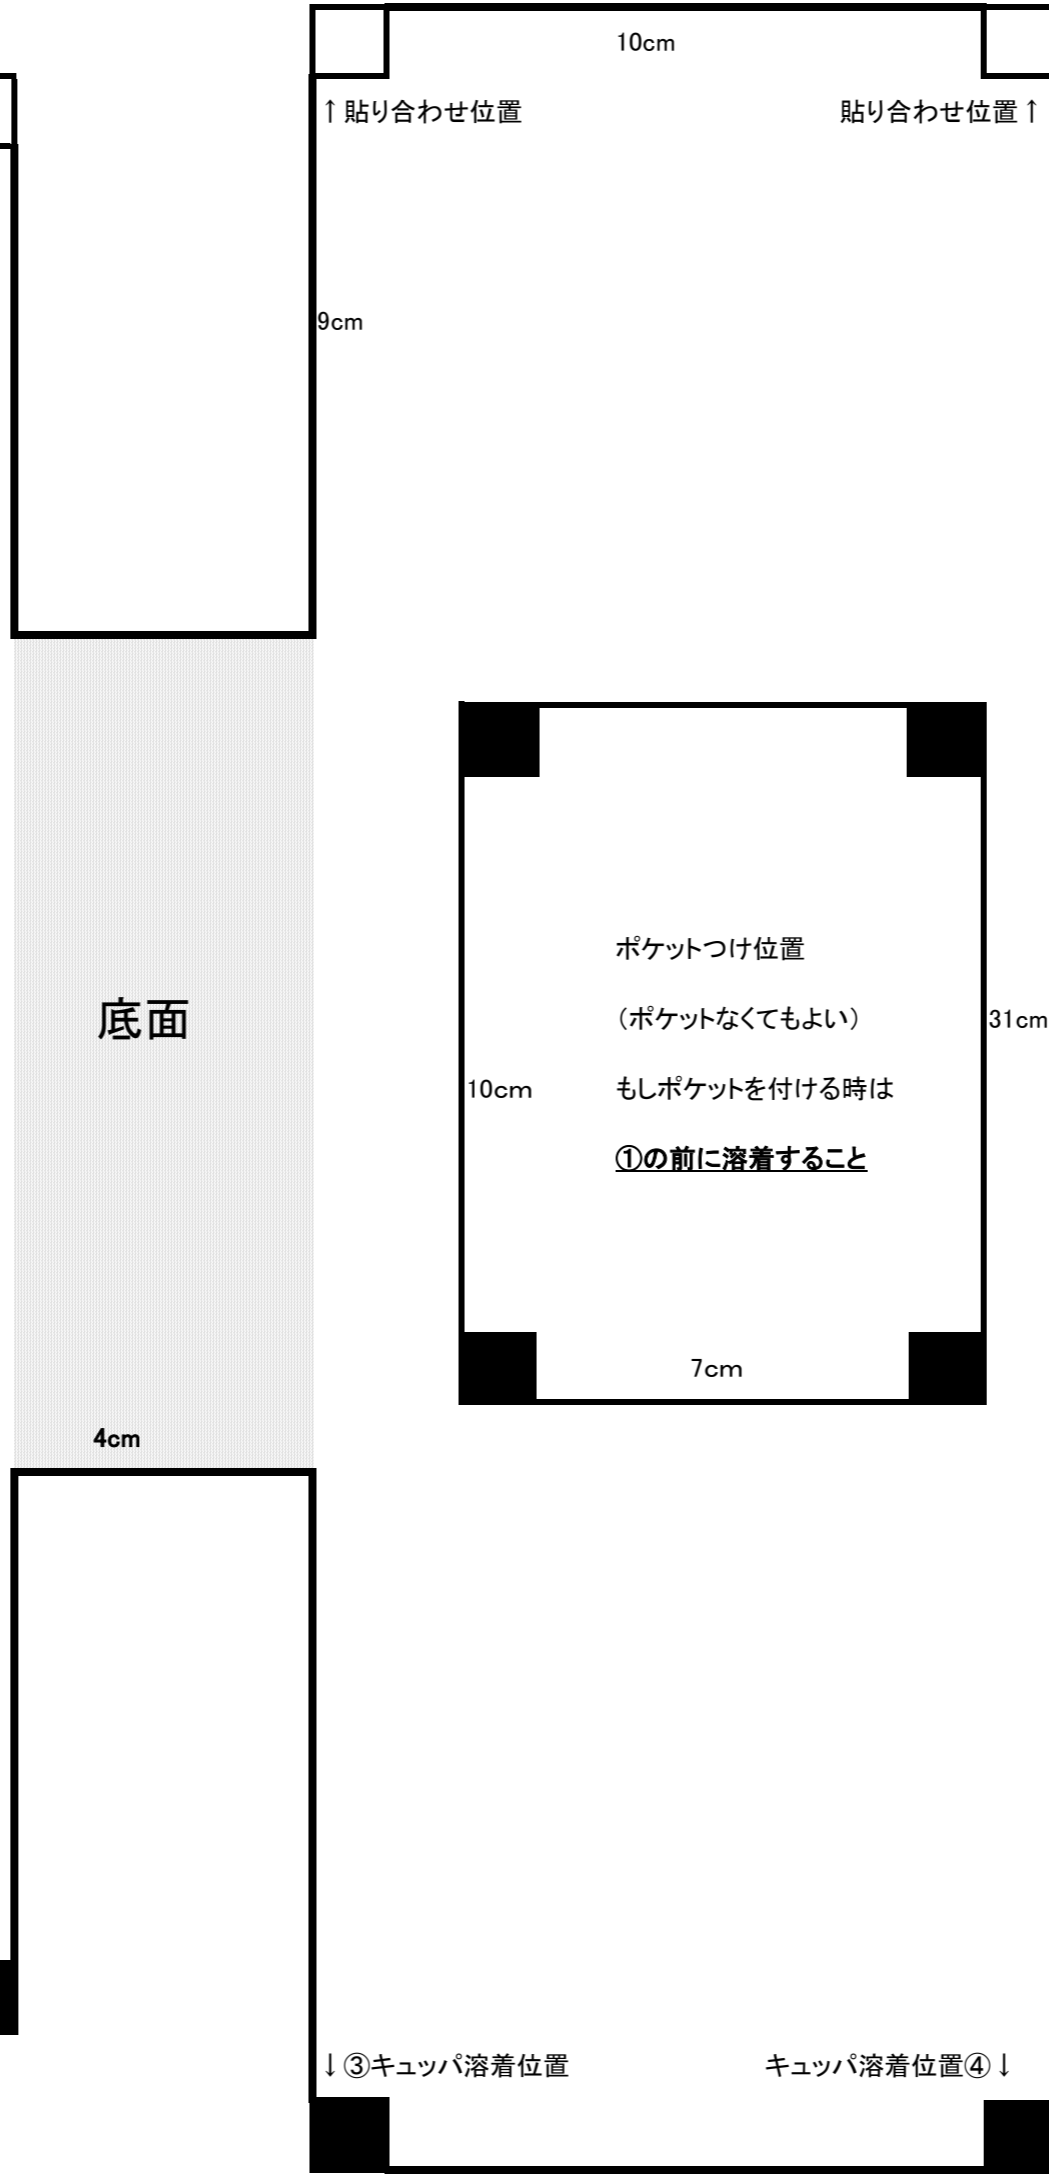 10cm
↑貼り合わせ位置
貼り合わせ位置↑
9cm
ポケットつけ位置
底面
(ポケットなくてもよい)
31cm
10cm
もしポケットを付ける時は
①の前に溶着すること
7cm
4cm
↓③キュッパ溶着位置
キュッパ溶着位置④↓